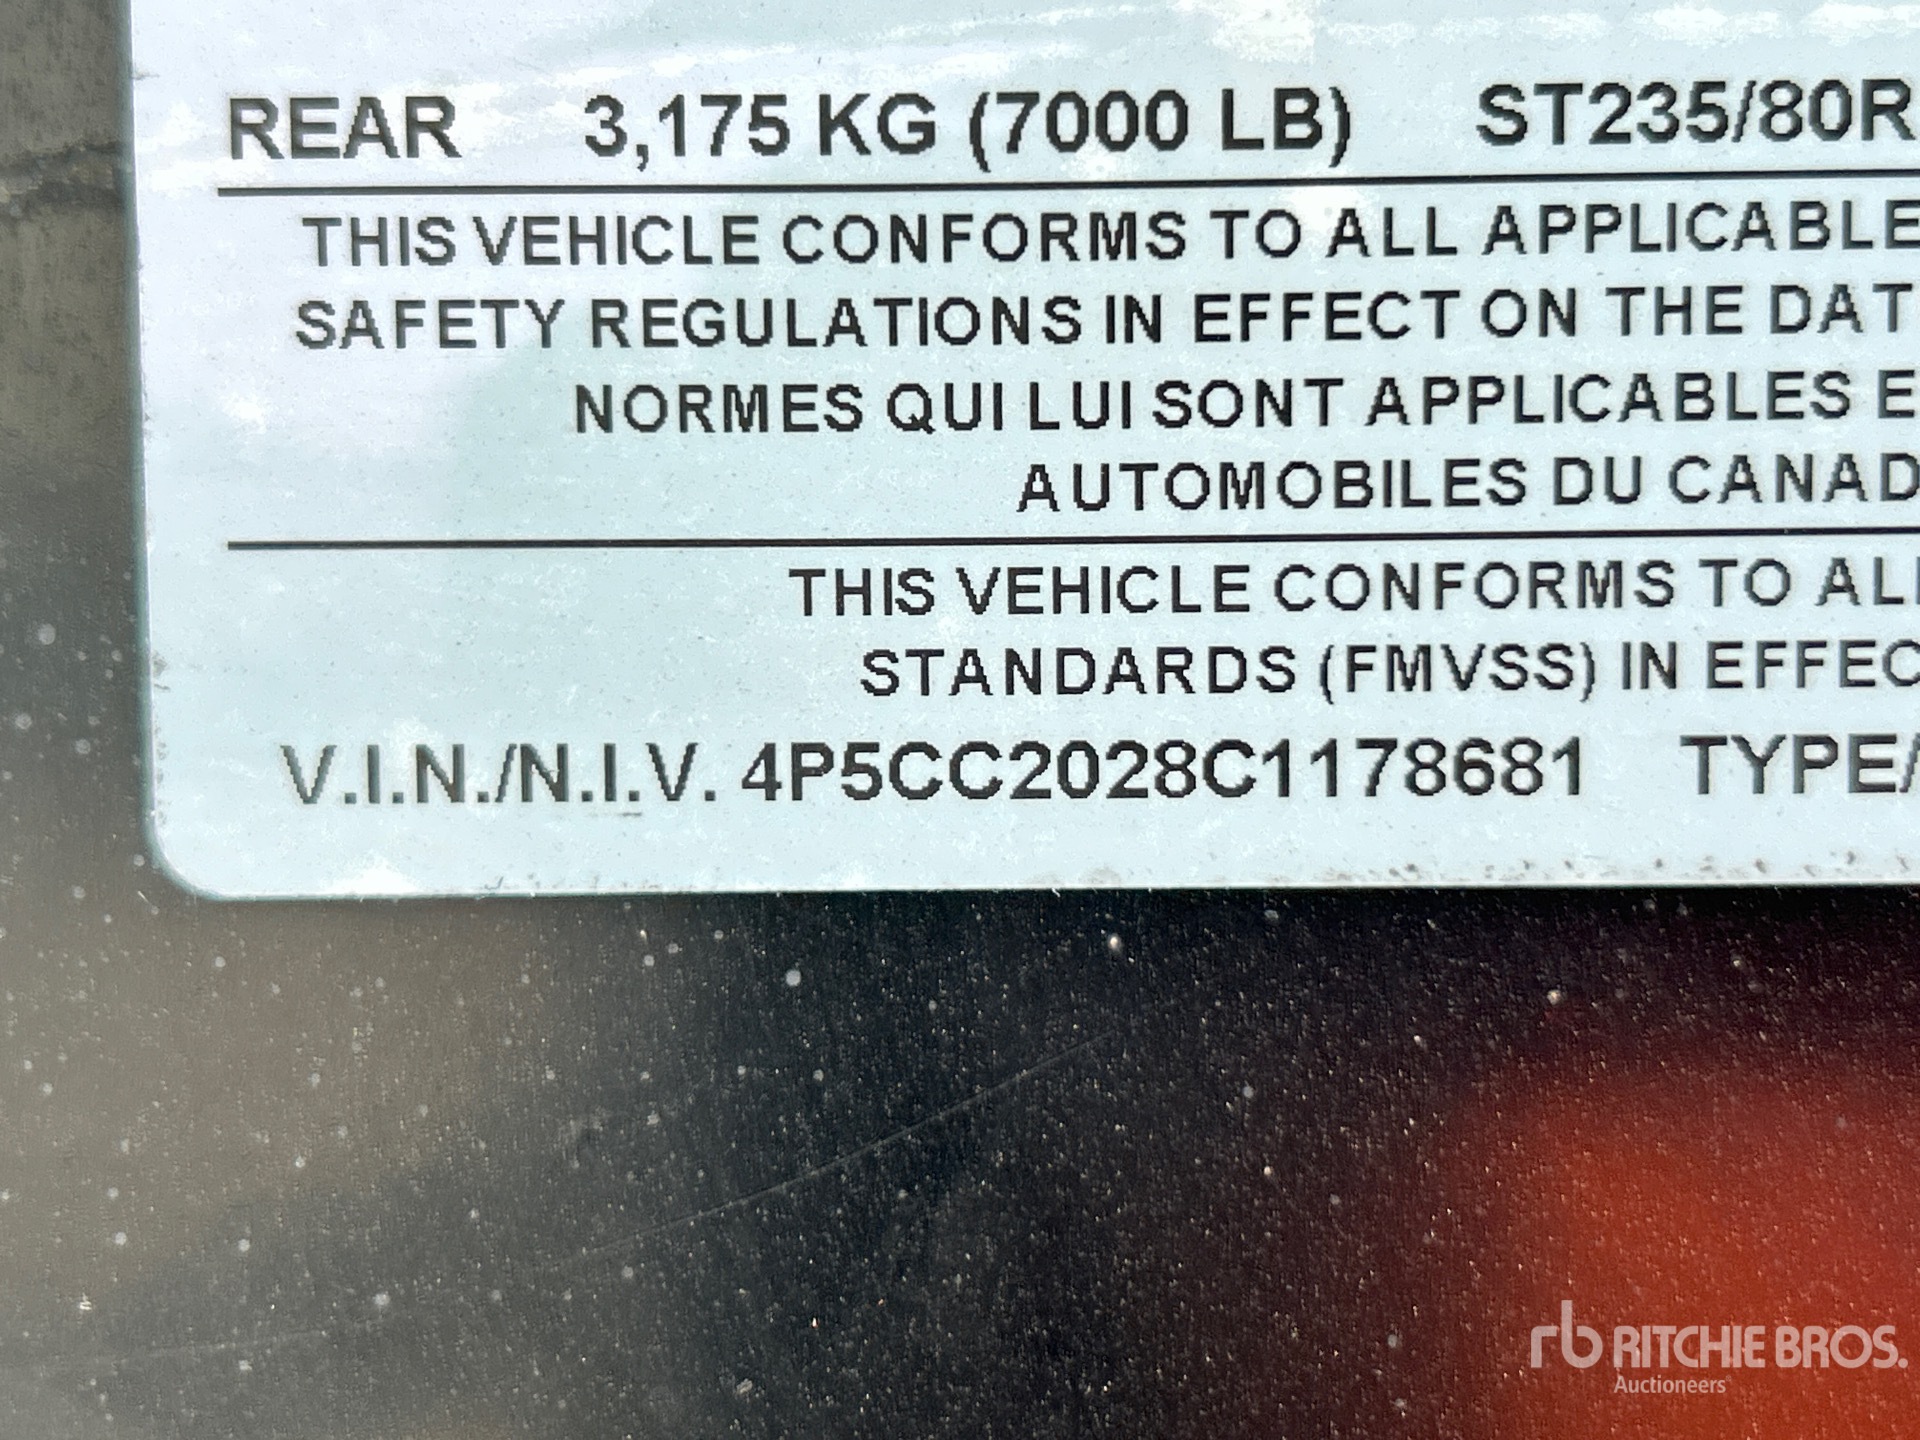 REAR 3,175 KG (7000 LB) ST235/80R
THIS VEHICLE CONFORMS TO ALL APPLICABLE
SAFETY REGULATIONS IN EFFECT ON THE DAT
NORMES QUI LUI SONT APPLICABLES E
AUTOMOBILES DU CANAD
THIS VEHICLE CONFORMS TO ALL
STANDARDS (FMVSS) IN EFFEC
V.I.N./N.I.V. 4P5CC2028C1178681 TYPE/
rb RITCHIE BROS.
Auctioneers